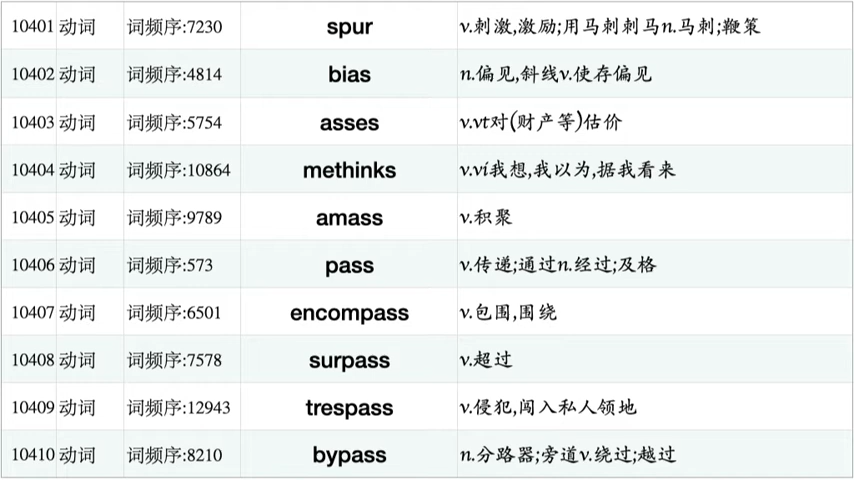 10401 动词 词频序:7230 spur v.刺激,激励;用马刺刺马n.马刺;鞭策
10402 动词 词频序:4814 bias n.偏见,斜线v.使存偏见
10403 动词 词频序:5754 asses v.vt对(财产等)估价
10404 动词 词频序:10864 methinks v.vi我想,我以为,据我看来
10405 动词 词频序:9789 amass v.积聚
10406 动词 词频序:573 pass v.传递;通过n.经过;及格
10407 动词 词频序:6501 encompass v.包围,围绕
10408 动词 词频序:7578 surpass v.超过
10409 动词 词频序:12943 trespass v.侵犯,闯入私人领地
10410 动词 词频序:8210 bypass n.分路器;旁道v.绕过;越过